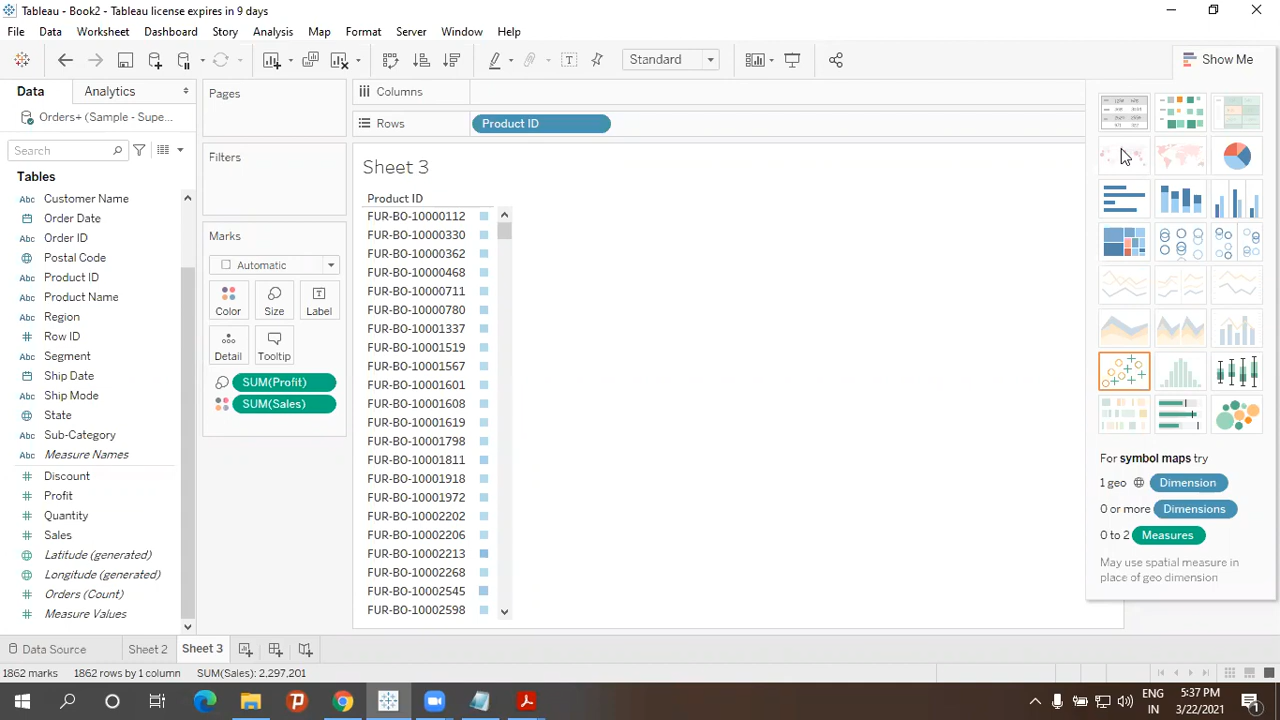 Tableau - Book2 - Tableau license expires in 9 days
File Data Worksheet Dashboard Story Analysis Map Format Server Window Help
Standard
Show Me
Data Analytics
Pages
Columns
Orders+ (Sample - Supe...
Rows Product ID
Search
Filters
Sheet 3
Tables
Abc Customer Name
Order Date
Abc Order ID
Postal Code
Abc Product ID
Abc Product Name
Abc Region
Row ID
Abc Segment
Ship Date
Abc Ship Mode
State
Abc Sub-Category
Abc Measure Names
Discount
Profit
Quantity
Sales
Latitude (generated)
Longitude (generated)
Orders (Count)
Measure Values
Marks
Automatic
Color Size Label
Detail Tooltip
SUM(Profit)
SUM(Sales)
Product ID
FUR-BO-10000112
FUR-BO-10000330
FUR-BO-10000362
FUR-BO-10000468
FUR-BO-10000711
FUR-BO-10000780
FUR-BO-10001337
FUR-BO-10001519
FUR-BO-10001567
FUR-BO-10001601
FUR-BO-10001608
FUR-BO-10001619
FUR-BO-10001798
FUR-BO-10001811
FUR-BO-10001918
FUR-BO-10001972
FUR-BO-10002202
FUR-BO-10002206
FUR-BO-10002213
FUR-BO-10002268
FUR-BO-10002545
FUR-BO-10002598
For symbol maps try
1 geo Dimension
0 or more Dimensions
0 to 2 Measures
May use spatial measure in
place of geo dimension
Data Source Sheet 2 Sheet 3
1862 marks 1862 rows by 1 column SUM(Sales): 2,297,201
ENG
IN
5:37 PM
3/22/2021
1